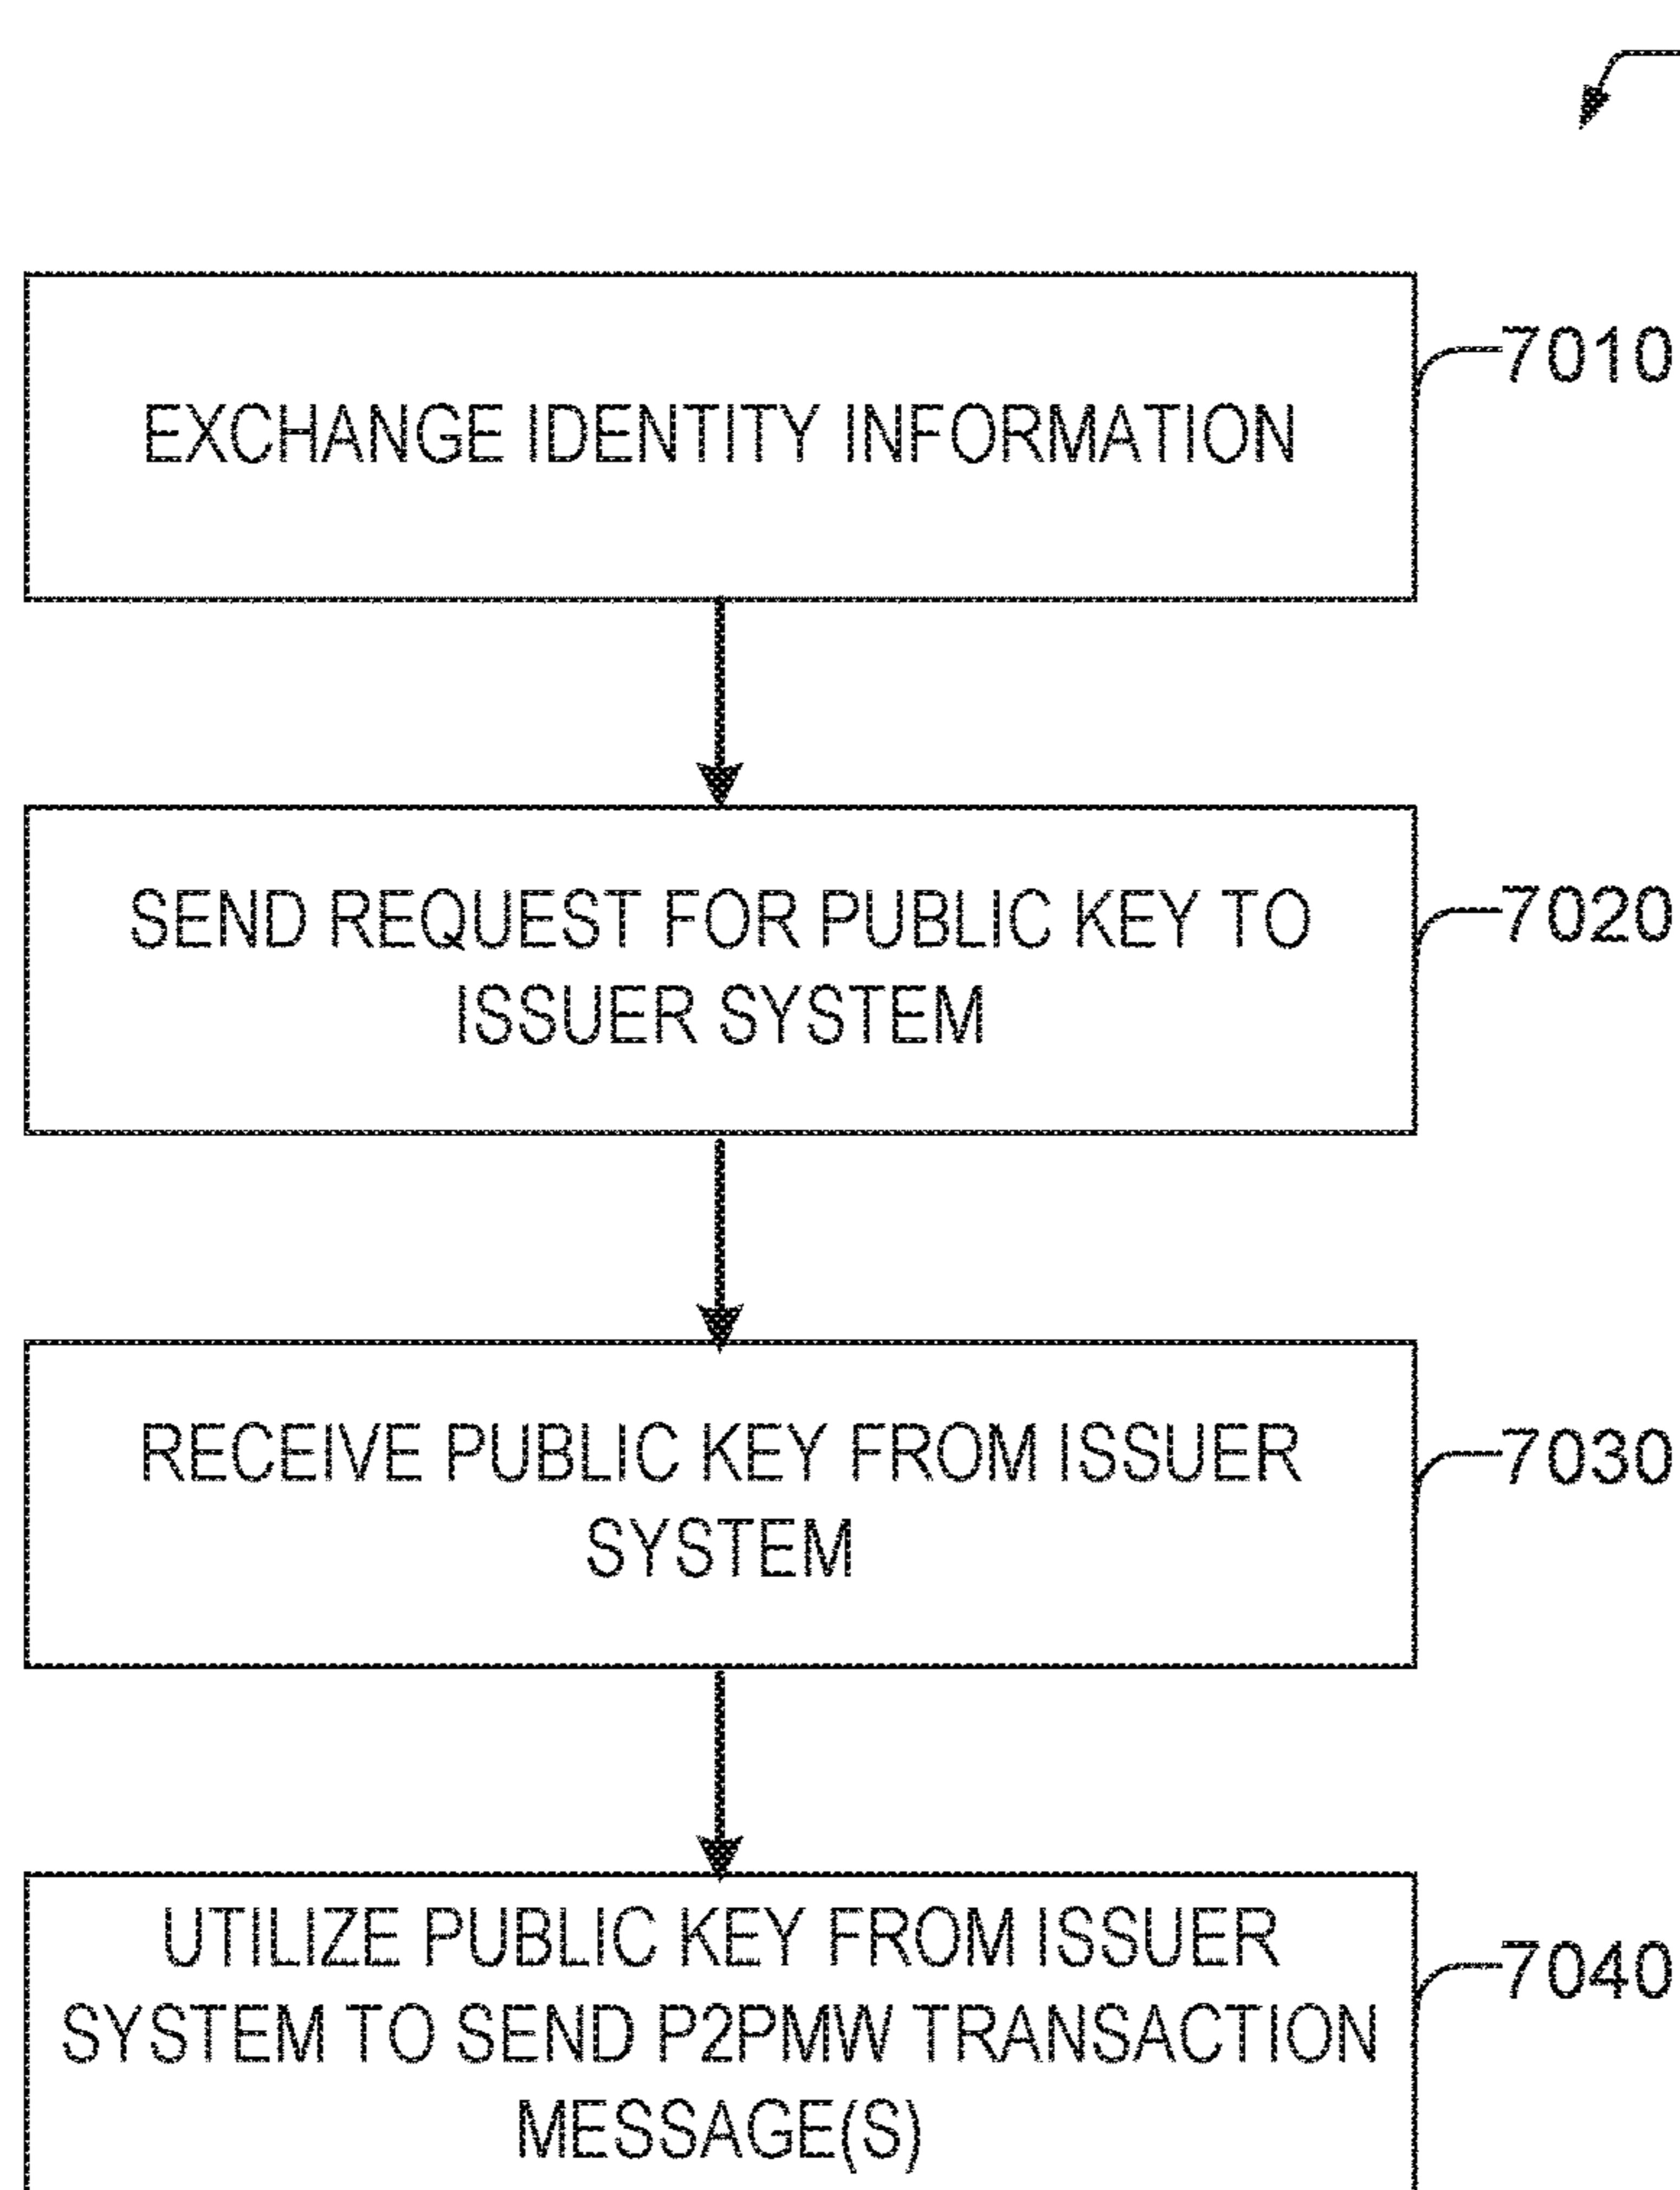 EXCHANGE IDENTITY INFORMATION
7010
SEND REQUEST FOR PUBLIC KEY TO
ISSUER SYSTEM
7020
RECEIVE PUBLIC KEY FROM ISSUER
SYSTEM
7030
UTILIZE PUBLIC KEY FROM ISSUER
SYSTEM TO SEND P2PMW TRANSACTION
MESSAGE(S)
7040